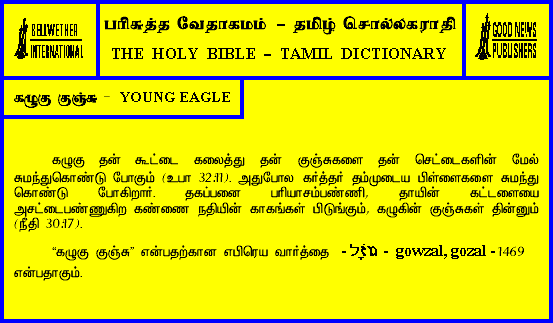 BELLWETHER
INTERNATIONAL
பரிசுத்த வேதாகமம் – தமிழ் சொல்லகராதி
THE HOLY BIBLE – TAMIL DICTIONARY
GOOD NEWS
PUBLISHERS
கழுகு குஞ்சு – YOUNG EAGLE
கழுகு தன் கூட்டை கலைத்து தன் குஞ்சுகளை தன் செட்டைகளின் மேல்
சுமந்துகொண்டு போகும் (உபா 32:11). அதுபோல கர்த்தர் தம்முடைய பிள்ளைகளை சுமந்து
கொண்டு போகிறார். தகப்பனை பரியாசம்பண்ணி, தாயின் கட்டளையை
அசட்டைபண்ணுகிற கண்ணை நதியின் காகங்கள் பிடுங்கும், கழுகின் குஞ்சுகள் தின்னும்
(நீதி 30:17).
“கழுகு குஞ்சு” என்பதற்கான எபிரெய வார்த்தை - גּוֹזָל - gowzal, gozal -1469
என்பதாகும்.